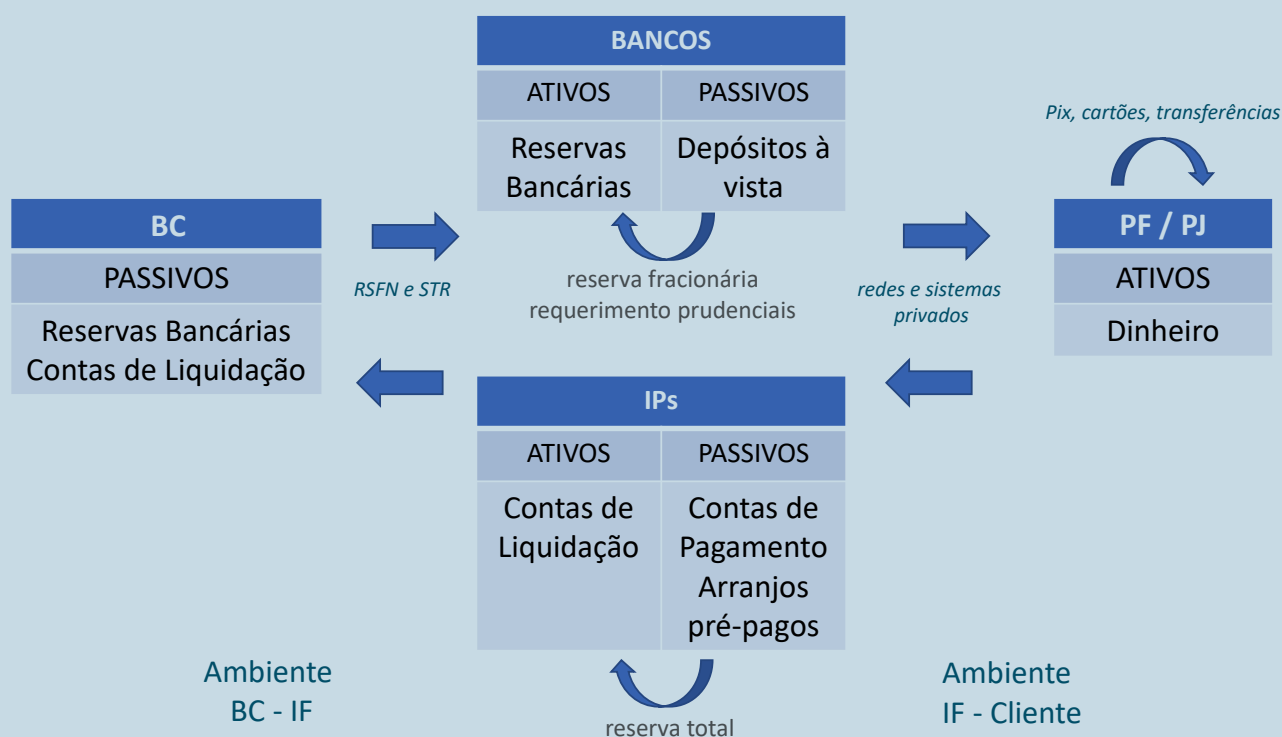 BANCOS
ATIVOS PASSIVOS
Reservas Depósitos à
Bancárias vista
reserva fracionária
requerimento prudenciais
BC
PASSIVOS
Reservas Bancárias
Contas de Liquidação
RSFN e STR
redes e sistemas
privados
Pix, cartões, transferências
PF / PJ
ATIVOS
Dinheiro
IPs
ATIVOS PASSIVOS
Contas de Contas de
Liquidação Pagamento
Arranjos
pré-pagos
reserva total
Ambiente
BC - IF
Ambiente
IF - Cliente